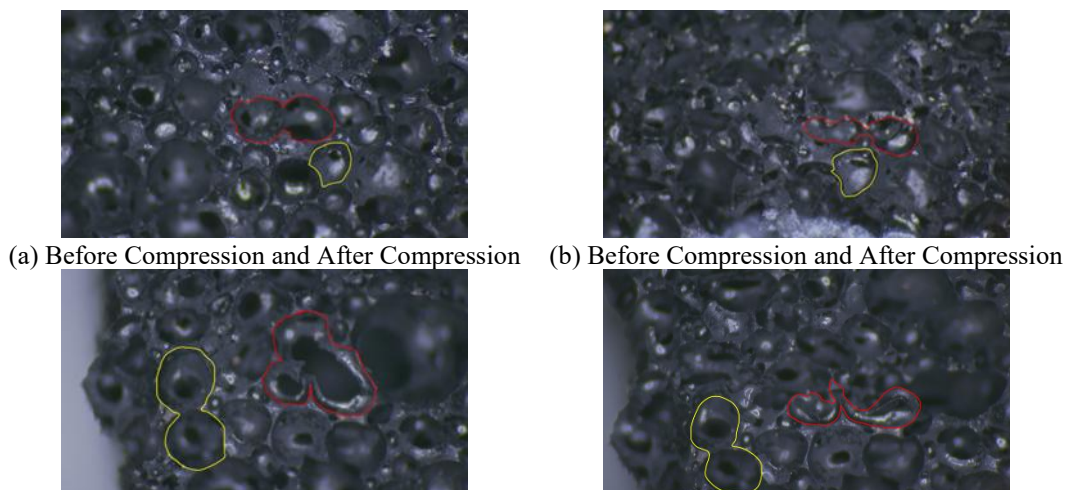 (a) Before Compression and After Compression
(b) Before Compression and After Compression